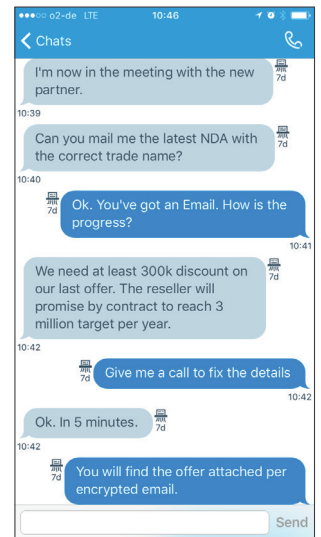 o2-de LTE 10:46
Chats
I'm now in the meeting with the new
partner.
7d
10:39
Can you mail me the latest NDA with
the correct trade name?
7d
10:40
7d
Ok. You've got an Email. How is the
progress?
10:41
We need at least 300k discount on
our last offer. The reseller will
promise by contract to reach 3
million target per year.
7d
10:42
7d
Give me a call to fix the details
10:42
Ok. In 5 minutes.
7d
10:42
7d
You will find the offer attached per
encrypted email.
Send